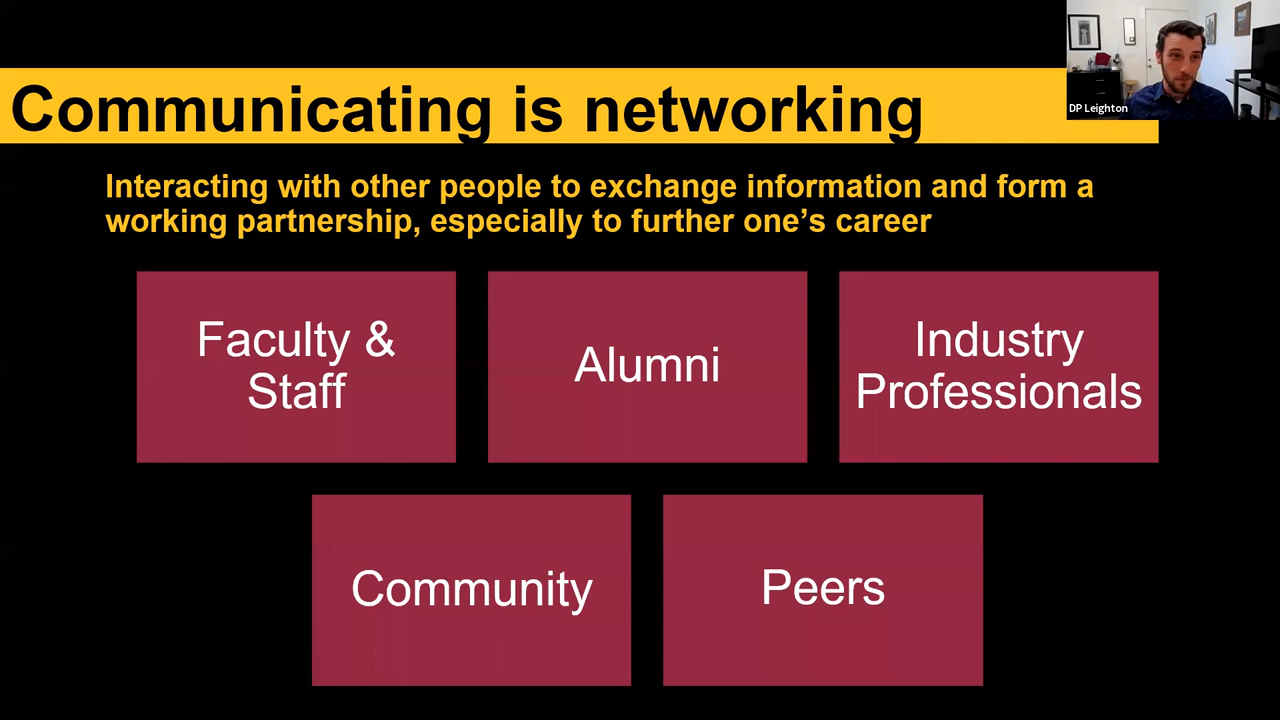 Communicating is networking
DP Leighton
Interacting with other people to exchange information and form a
working partnership, especially to further one’s career
Faculty &
Staff
Alumni
Industry
Professionals
Community
Peers